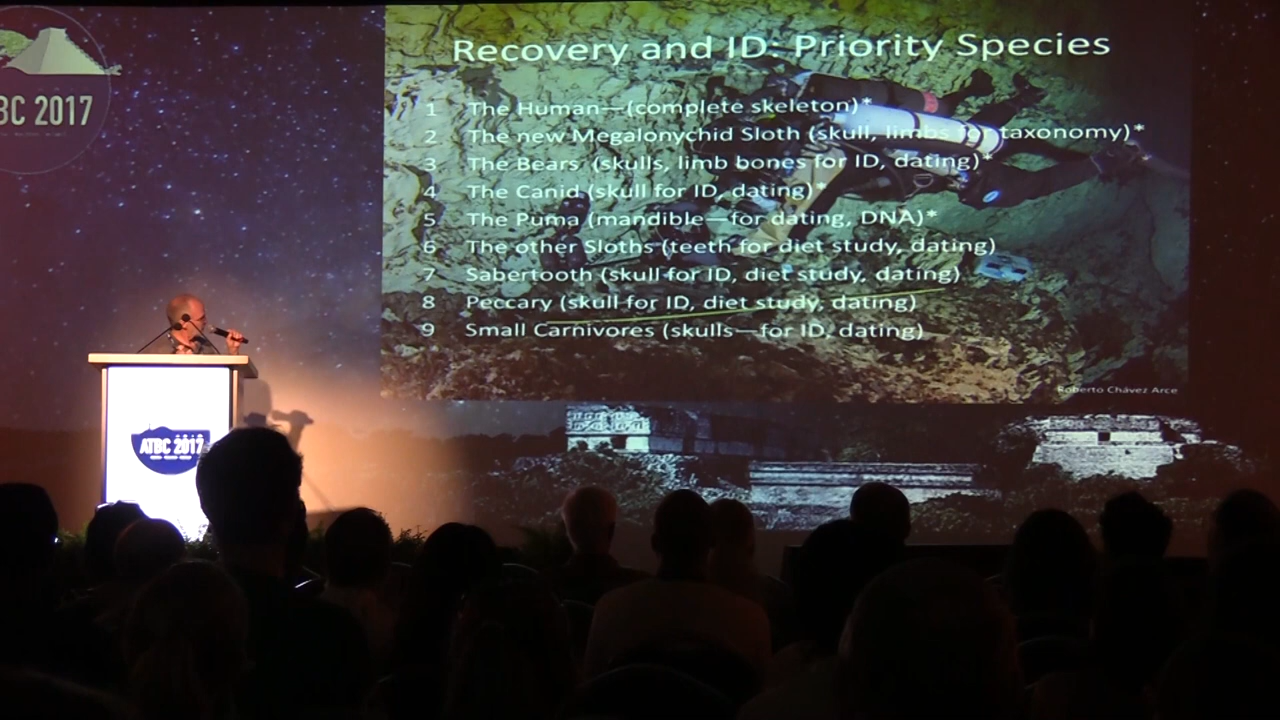 Recovery and ID: Priority Species
1 The Human—(complete skeleton)*
2 The new Megalonychid Sloth (skull, limbs for taxonomy)*
3 The Bears (skulls, limb bones for ID, dating)*
4 The Canid (skull for ID, dating)*
5 The Puma (mandible—for dating, DNA)*
6 The other Sloths (teeth for diet study, dating)
7 Sabertooth (skull for ID, diet study, dating)
8 Peccary (skull for ID, diet study, dating)
9 Small Carnivores (skulls—for ID, dating)
Roberto Chávez Arce
BC 2017
ATBC 2017